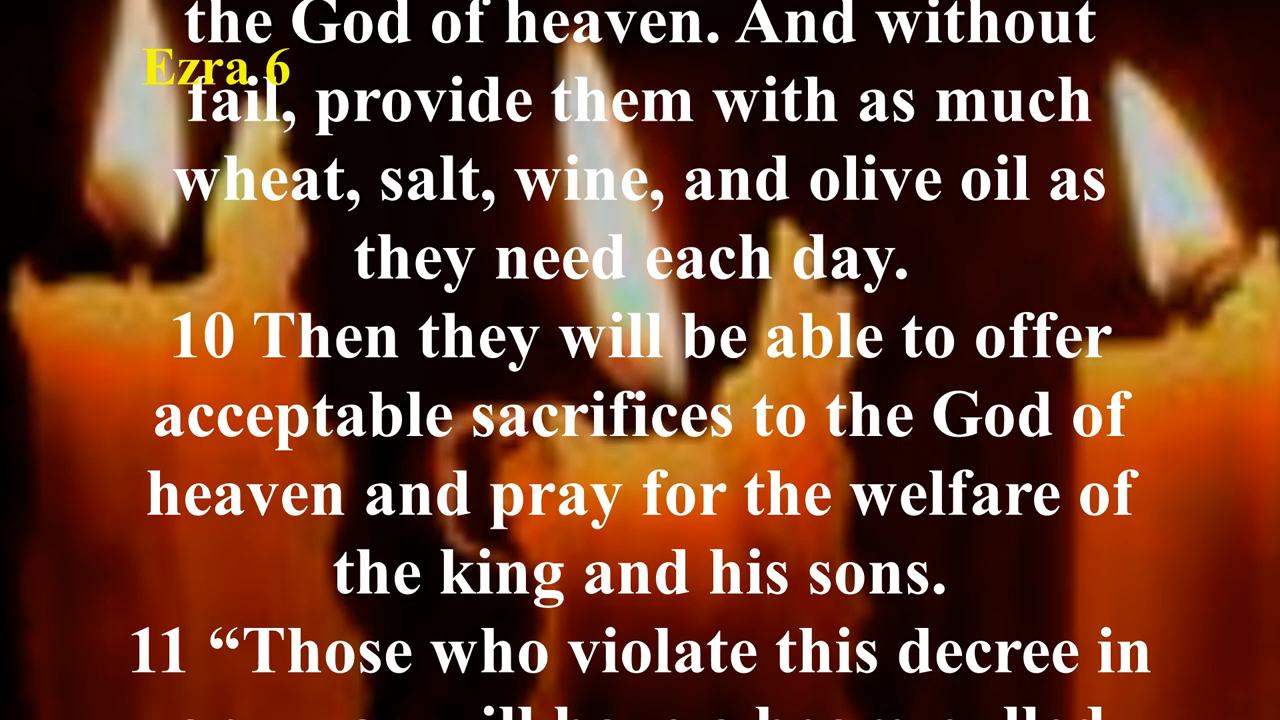 the God of heaven. And without
Ezra 6
fail, provide them with as much
wheat, salt, wine, and olive oil as
they need each day.
10 Then they will be able to offer
acceptable sacrifices to the God of
heaven and pray for the welfare of
the king and his sons.
11 “Those who violate this decree in